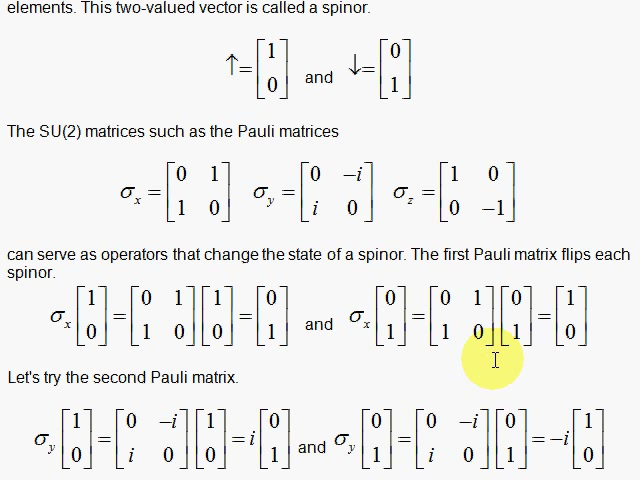 elements. This two-valued vector is called a spinor.
↑=[1 0] and ↓=[0 1]
The SU(2) matrices such as the Pauli matrices
σx = [0 1; 1 0] σy = [0 −i; i 0] σz = [1 0; 0 −1]
can serve as operators that change the state of a spinor. The first Pauli matrix flips each
spinor.
σx [1; 0] = [0 1; 1 0] [1; 0] = [0; 1] and σx [0; 1] = [0 1; 1 0] [0; 1] = [1; 0]
Let's try the second Pauli matrix.
σy [1; 0] = [0 −i; i 0] [1; 0] = i [0; 1] and σy [0; 1] = [0 −i; i 0] [0; 1] = −i [1; 0]